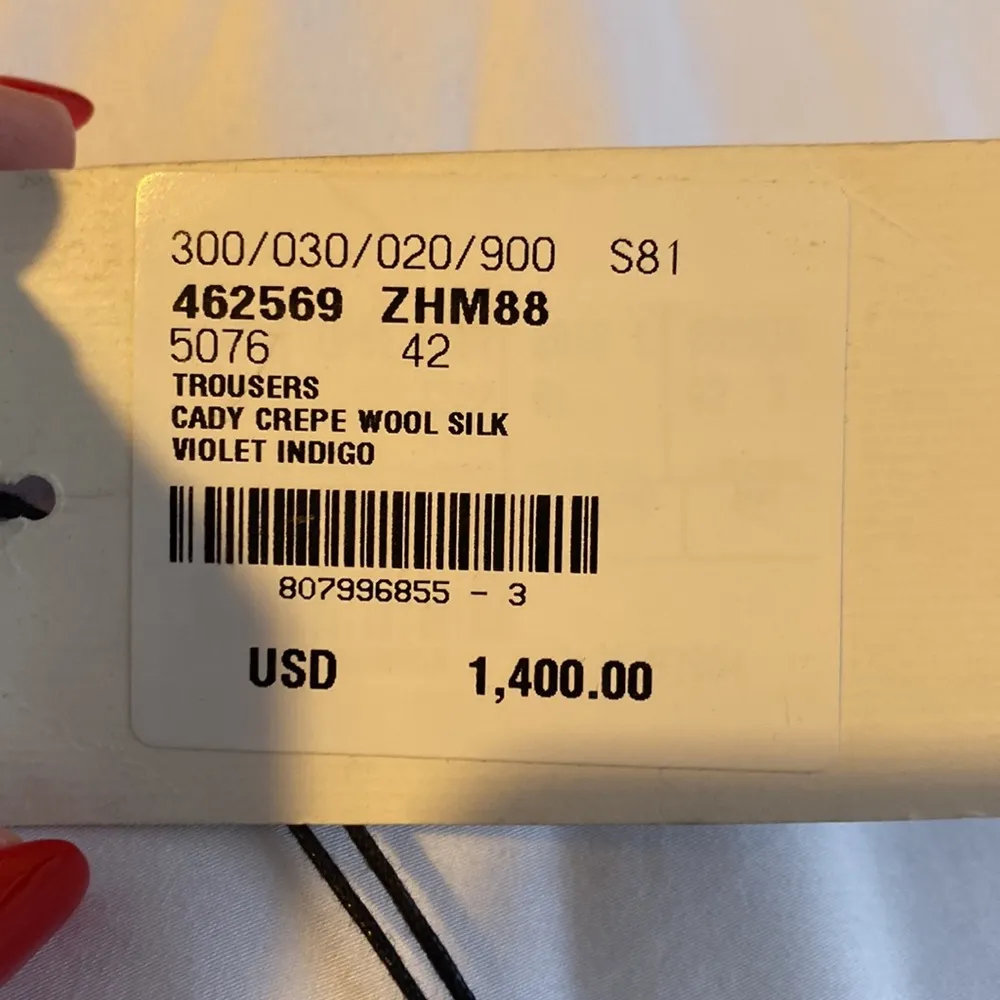 300/030/020/900 S81
462569 ZHM88
5076 42
TROUSERS
CADY CREPE WOOL SILK
VIOLET INDIGO
807996855 - 3
USD 1,400.00